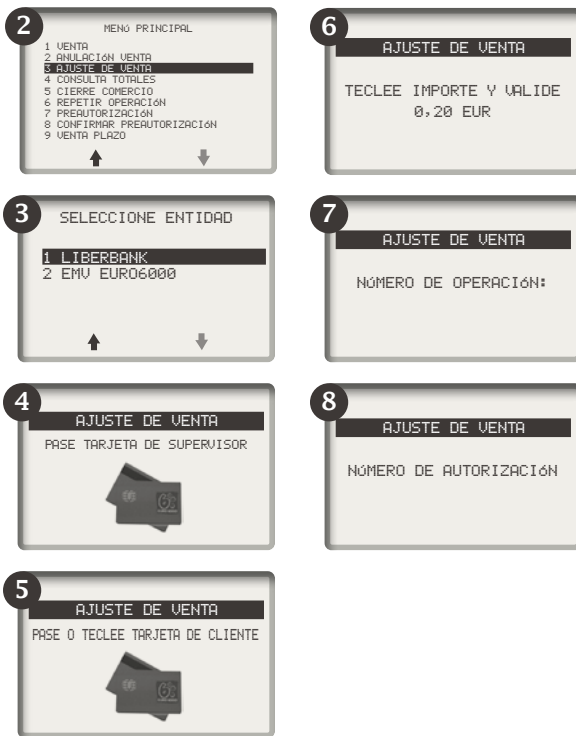 2
MENú PRINCIPAL
1 VENTA
2 ANULACIóN VENTA
3 AJUSTE DE VENTA
4 CONSULTA TOTALES
5 CIERRE COMERCIO
6 REPETIR OPERACIóN
7 PREAUTORIZACIóN
8 CONFIRMAR PREAUTORIZACIóN
9 VENTA PLAZO
3
SELECCIONE ENTIDAD
1 LIBERBANK
2 EMV EURO6000
4
AJUSTE DE VENTA
PASE TARJETA DE SUPERVISOR
5
AJUSTE DE VENTA
PASE O TECLEE TARJETA DE CLIENTE
6
AJUSTE DE VENTA
TECLEE IMPORTE Y VALIDE
0,20 EUR
7
AJUSTE DE VENTA
NúMERO DE OPERACIóN:
8
AJUSTE DE VENTA
NúMERO DE AUTORIZACIóN